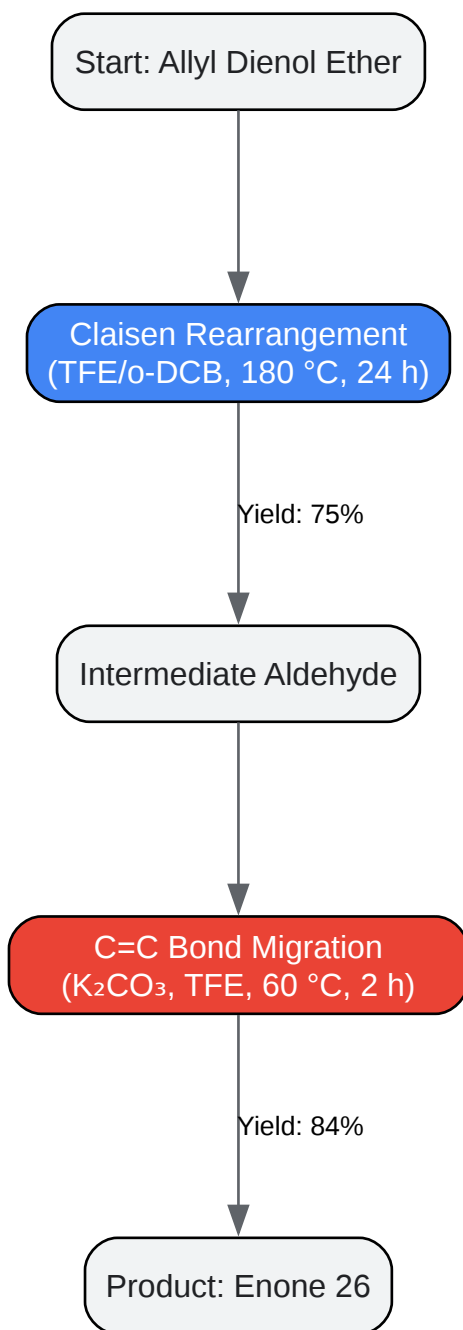 Start: Allyl Dienol Ether
Claisen Rearrangement
(TFE/o-DCB, 180 °C, 24 h)
Yield: 75%
Intermediate Aldehyde
C=C Bond Migration
(K₂CO₃, TFE, 60 °C, 2 h)
Yield: 84%
Product: Enone 26